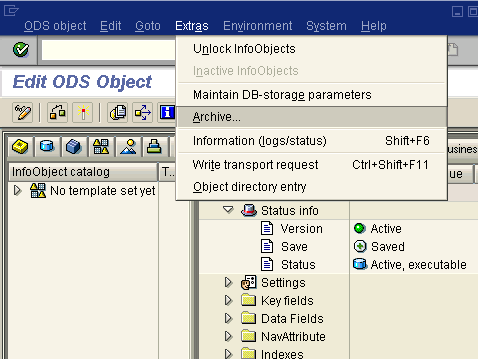 ODS object Edit Goto Extras Environment System Help
Unlock InfoObjects
Inactive InfoObjects
Maintain DB-storage parameters
Archive...
Information (logs/status) Shift+F6
Write transport request Ctrl+Shift+F11
Object directory entry
Edit ODS Object
usiness
InfoObject catalog T...
ue
No template set yet
Status info
Version Active
Save Saved
Status Active, executable
Settings
Key fields
Data Fields
NavAttribute
Indexes